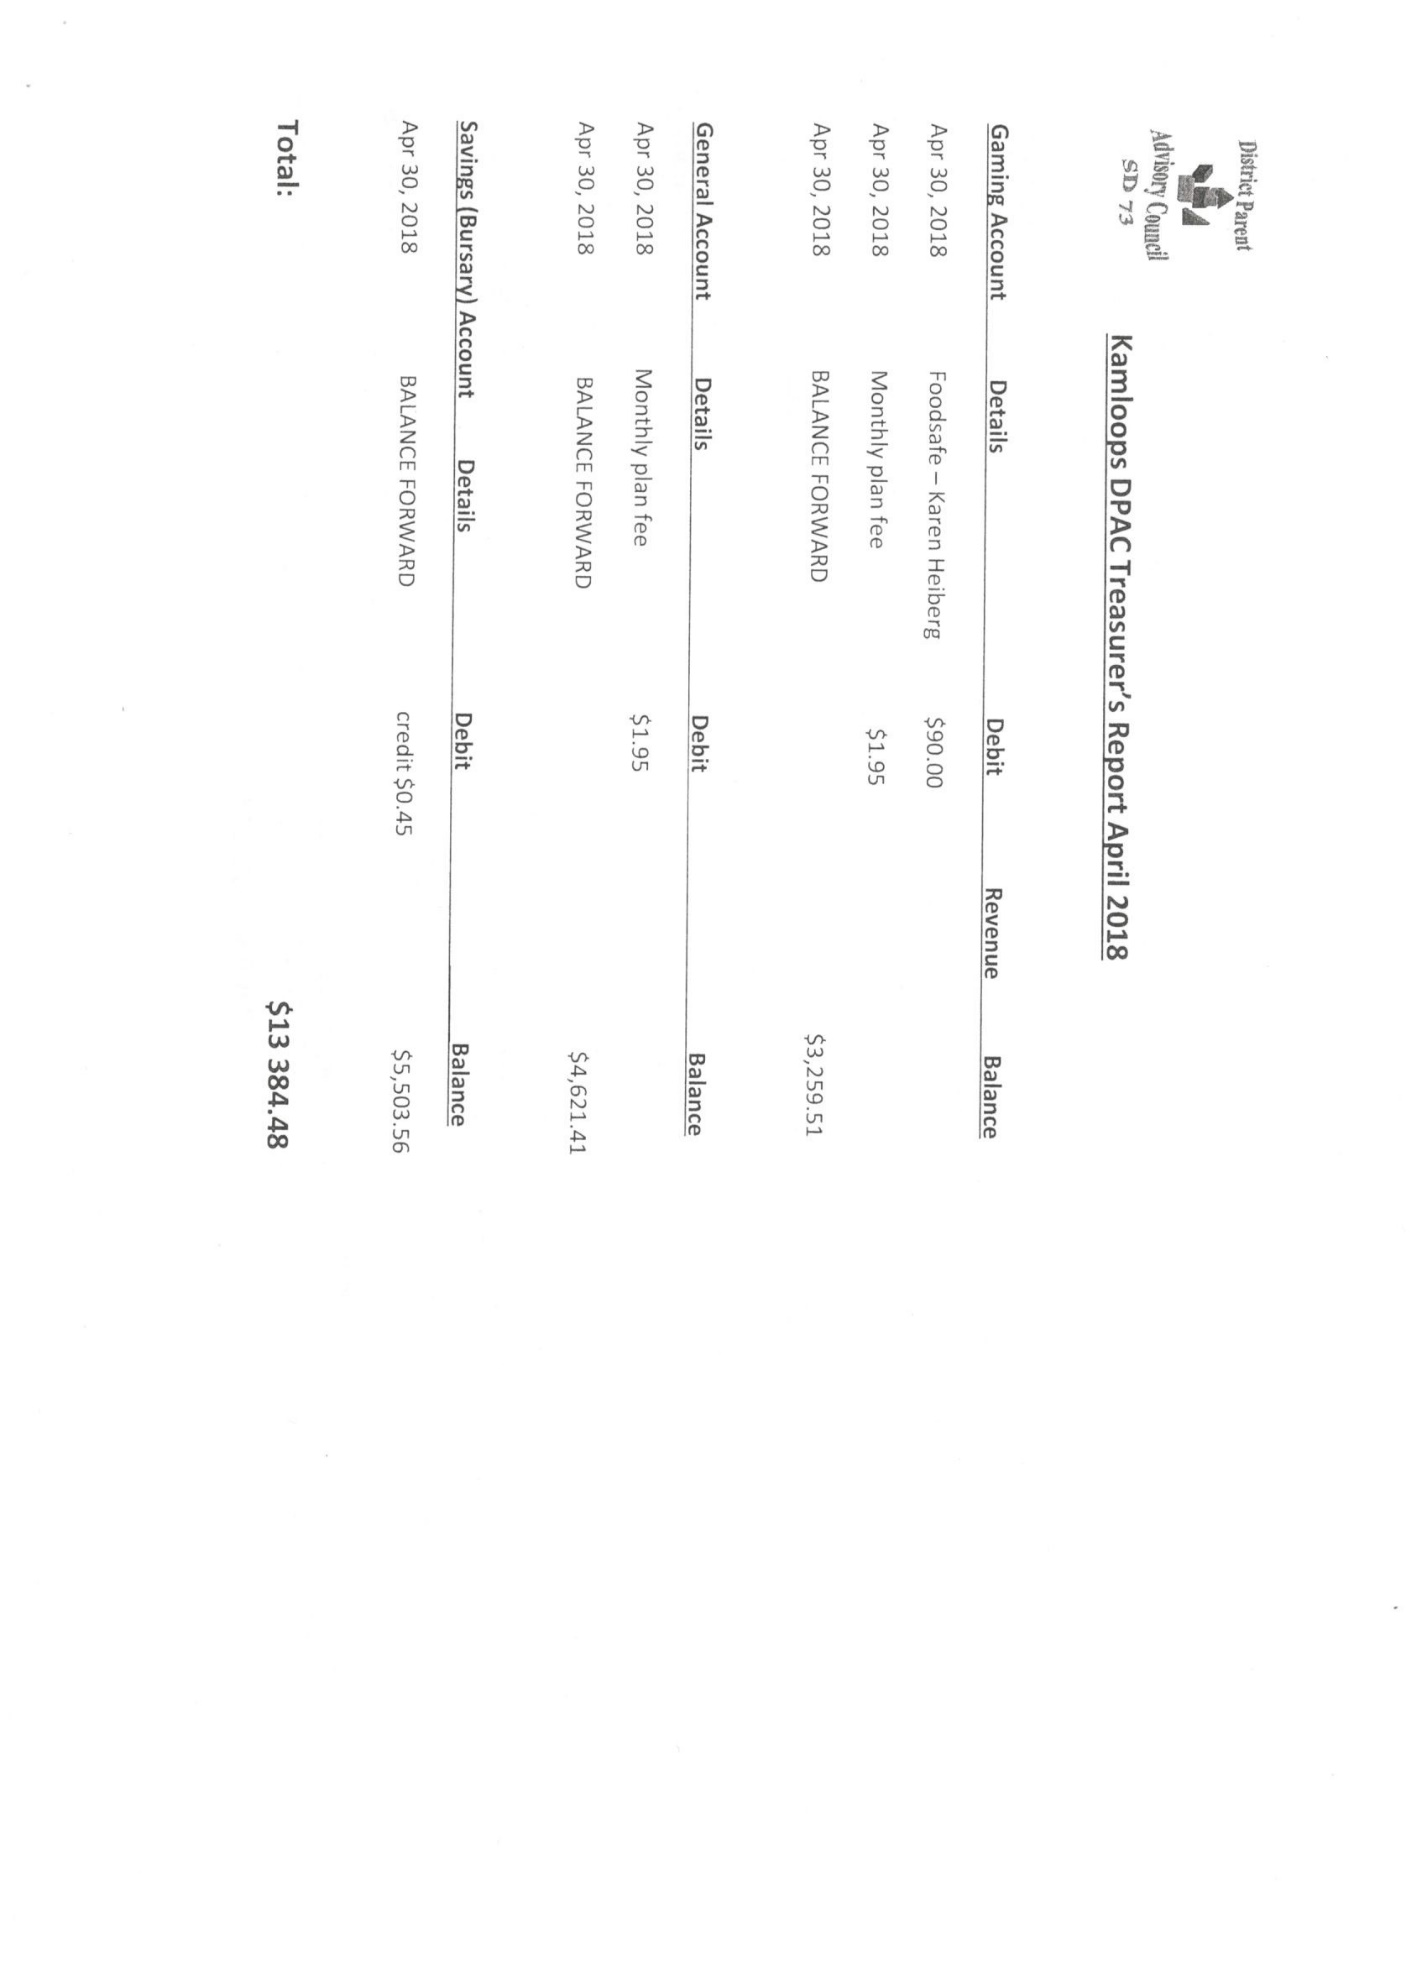 District Parent
Advisory Council
SD 73
Kamloops DPAC Treasurer's Report April 2018
Gaming Account Details Debit Revenue Balance
Apr 30, 2018 Foodsafe – Karen Heiberg $90.00
Apr 30, 2018 Monthly plan fee $1.95
Apr 30, 2018 BALANCE FORWARD $3,259.51
General Account Details Debit Balance
Apr 30, 2018 Monthly plan fee $1.95
Apr 30, 2018 BALANCE FORWARD $4,621.41
Savings (Bursary) Account Details Debit Balance
Apr 30, 2018 BALANCE FORWARD credit $0.45 $5,503.56
Total: $13 384.48